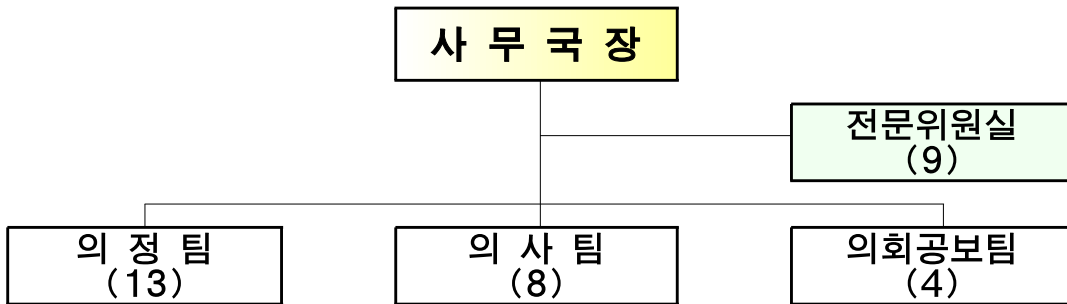 사 무 국 장
전문위원실
(9)
의 정 팀
(13)
의 사 팀
(8)
의회공보팀
(4)